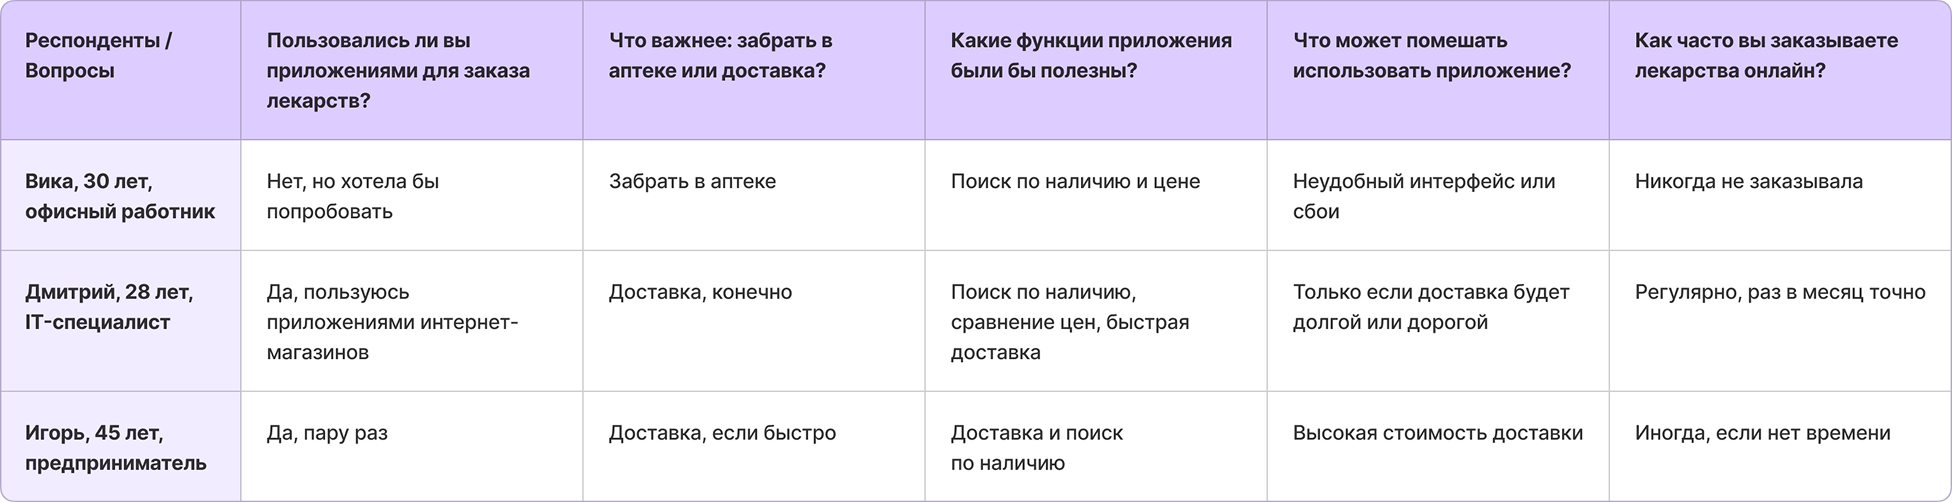 Респонденты /
Вопросы
Пользовались ли вы
приложениями для заказа
лекарств?
Что важнее: забрать в
аптеке или доставка?
Какие функции приложения
были бы полезны?
Что может помешать
использовать приложение?
Как часто вы заказываете
лекарства онлайн?
Вика, 30 лет,
офисный работник
Нет, но хотела бы
попробовать
Забрать в аптеке
Поиск по наличию и цене
Неудобный интерфейс или
сбои
Никогда не заказывала
Дмитрий, 28 лет,
IT-специалист
Да, пользуюсь
приложениями интернет-
магазинов
Доставка, конечно
Поиск по наличию,
сравнение цен, быстрая
доставка
Только если доставка будет
долгой или дорогой
Регулярно, раз в месяц точно
Игорь, 45 лет,
предприниматель
Да, пару раз
Доставка, если быстро
Доставка и поиск
по наличию
Высокая стоимость доставки
Иногда, если нет времени